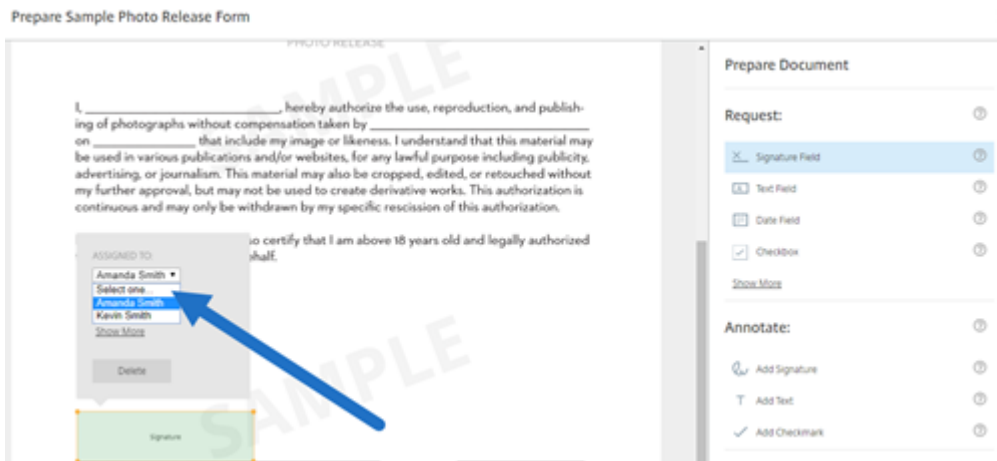 Prepare Sample Photo Release Form
PHOTO RELEASE
SAMPLE
I, ______________________________, hereby authorize the use, reproduction, and publish-
ing of photographs without compensation taken by ______________________________
on ________________ that include my image or likeness. I understand that this material may
be used in various publications and/or websites, for any lawful purpose including publicity,
advertising, or journalism. This material may also be cropped, edited, or retouched without
my further approval, but may not be used to create derivative works. This authorization is
continuous and may only be withdrawn by my specific rescission of this authorization.
so certify that I am above 18 years old and legally authorized
ehalf.
ASSIGNED TO:
Amanda Smith
Select one...
Amanda Smith
Kevin Smith
Show More
Delete
SAMPLE
Signature
Prepare Document
Request:
Signature Field
Text Field
Date Field
Checkbox
Show More
Annotate:
Add Signature
Add Text
Add Checkmark